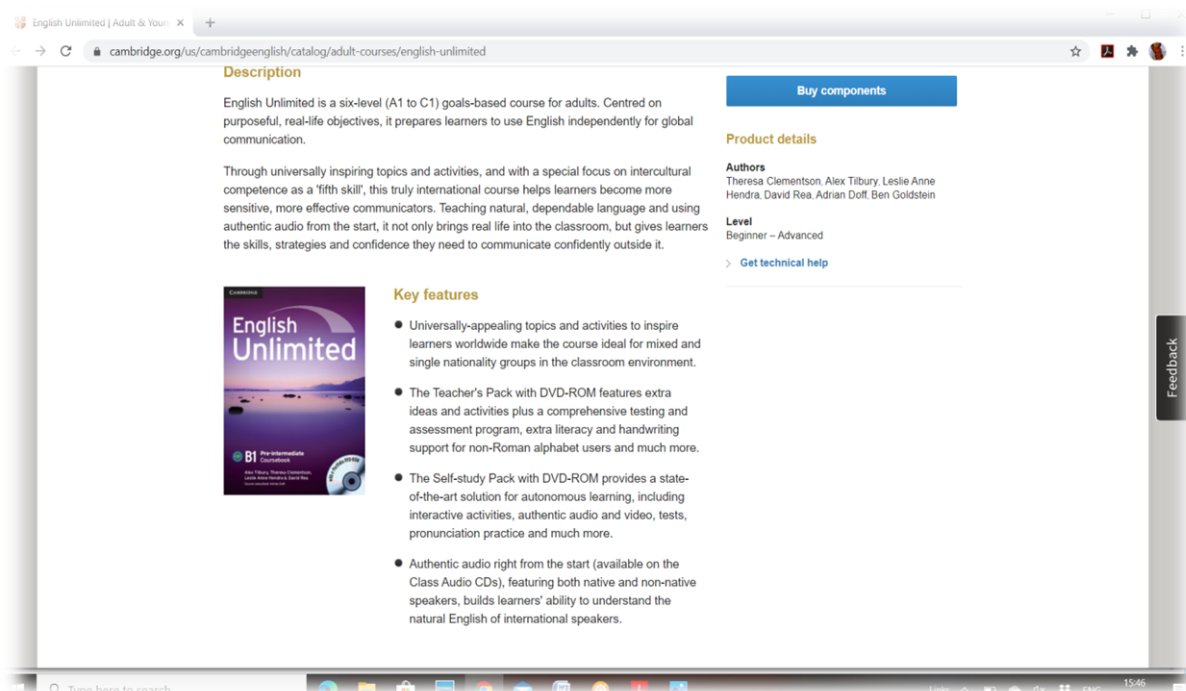 English Unlimited | Adult & Youn
cambridge.org/us/cambridgeenglish/catalog/adult-courses/english-unlimited
Description
English Unlimited is a six-level (A1 to C1) goals-based course for adults. Centred on
purposeful, real-life objectives, it prepares learners to use English independently for global
communication.
Through universally inspiring topics and activities, and with a special focus on intercultural
competence as a 'fifth skill', this truly international course helps learners become more
sensitive, more effective communicators. Teaching natural, dependable language and using
authentic audio from the start, it not only brings real life into the classroom, but gives learners
the skills, strategies and confidence they need to communicate confidently outside it.
Buy components
Product details
Authors
Theresa Clementson, Alex Tilbury, Leslie Anne
Hendra, David Rea, Adrian Doff, Ben Goldstein
Level
Beginner – Advanced
Get technical help
CAMBRIDGE
English
Unlimited
B1 Pre-intermediate
Coursebook
Alex Tilbury, Theresa Clementson,
Leslie Anne Hendra & David Rea
Key features
● Universally-appealing topics and activities to inspire
learners worldwide make the course ideal for mixed and
single nationality groups in the classroom environment.
● The Teacher's Pack with DVD-ROM features extra
ideas and activities plus a comprehensive testing and
assessment program, extra literacy and handwriting
support for non-Roman alphabet users and much more.
● The Self-study Pack with DVD-ROM provides a state-
of-the-art solution for autonomous learning, including
interactive activities, authentic audio and video, tests,
pronunciation practice and much more.
● Authentic audio right from the start (available on the
Class Audio CDs), featuring both native and non-native
speakers, builds learners' ability to understand the
natural English of international speakers.
Feedback
Type here to search
Links
ENG
15:46